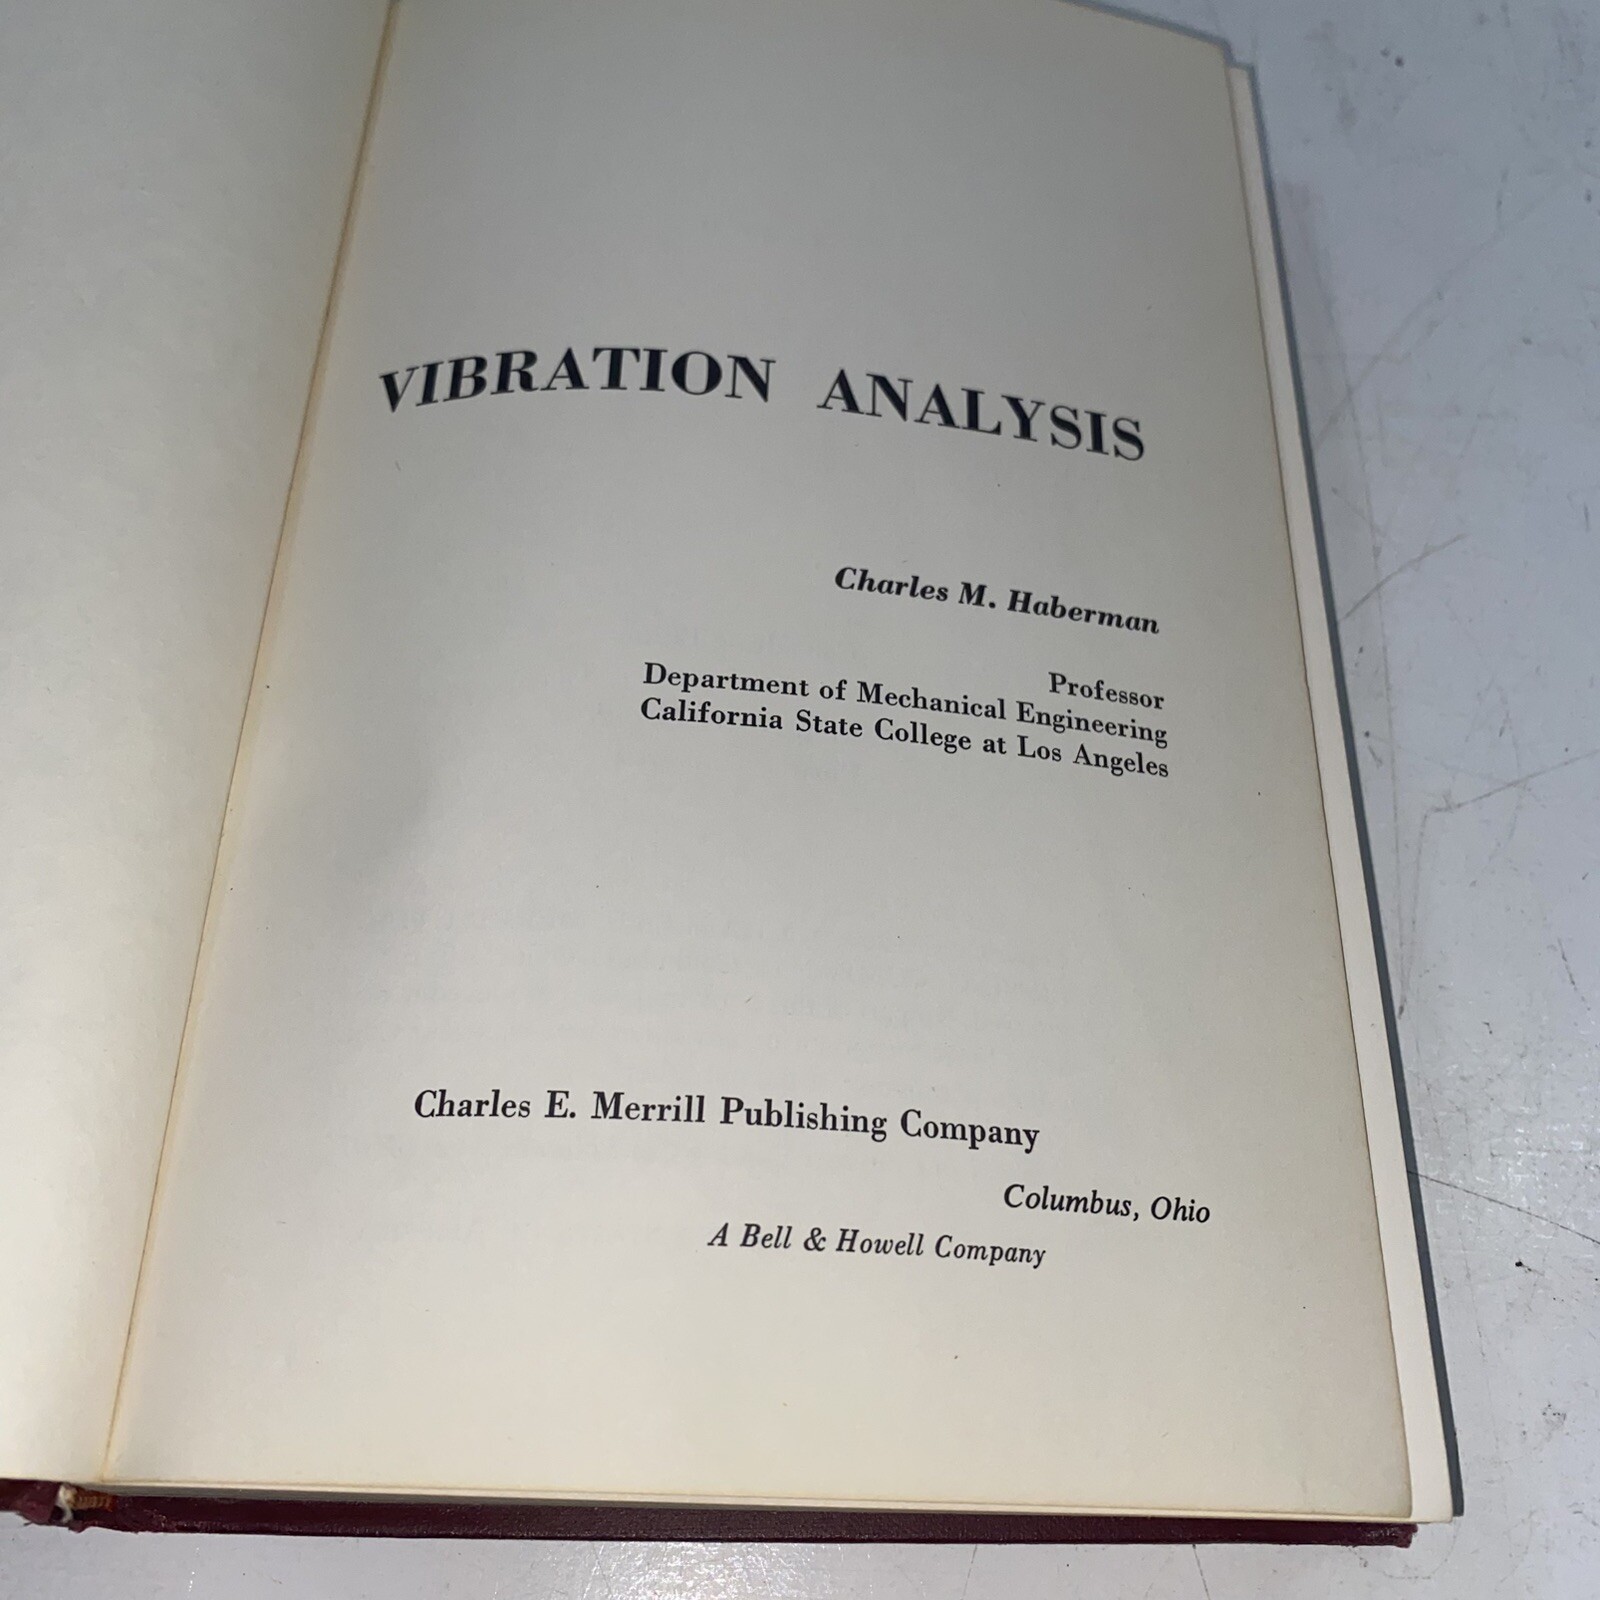 VIBRATION ANALYSIS
Charles M. Haberman
Professor
Department of Mechanical Engineering
California State College at Los Angeles
Charles E. Merrill Publishing Company
Columbus, Ohio
A Bell & Howell Company